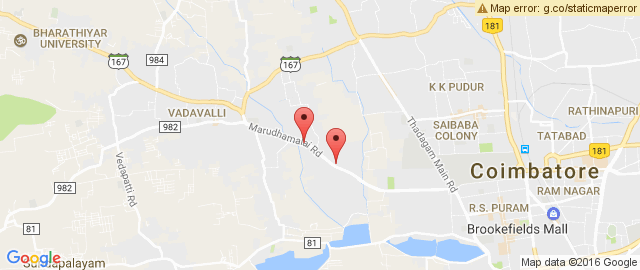 Map error: g.co/staticmaperror
BHARATHIYAR
UNIVERSITY
167
984
167
181
K K PUDUR
VADAVALLI
982
Marudhamalai Rd
Thadagam Main Rd
SAIBABA
COLONY
RATHINAPURI
TATABAD
181
Coimbatore
Vedapatti Rd
982
RAM NAGAR
R.S. PURAM
Brookefields Mall
81
81
Google
Map data ©2016 Google